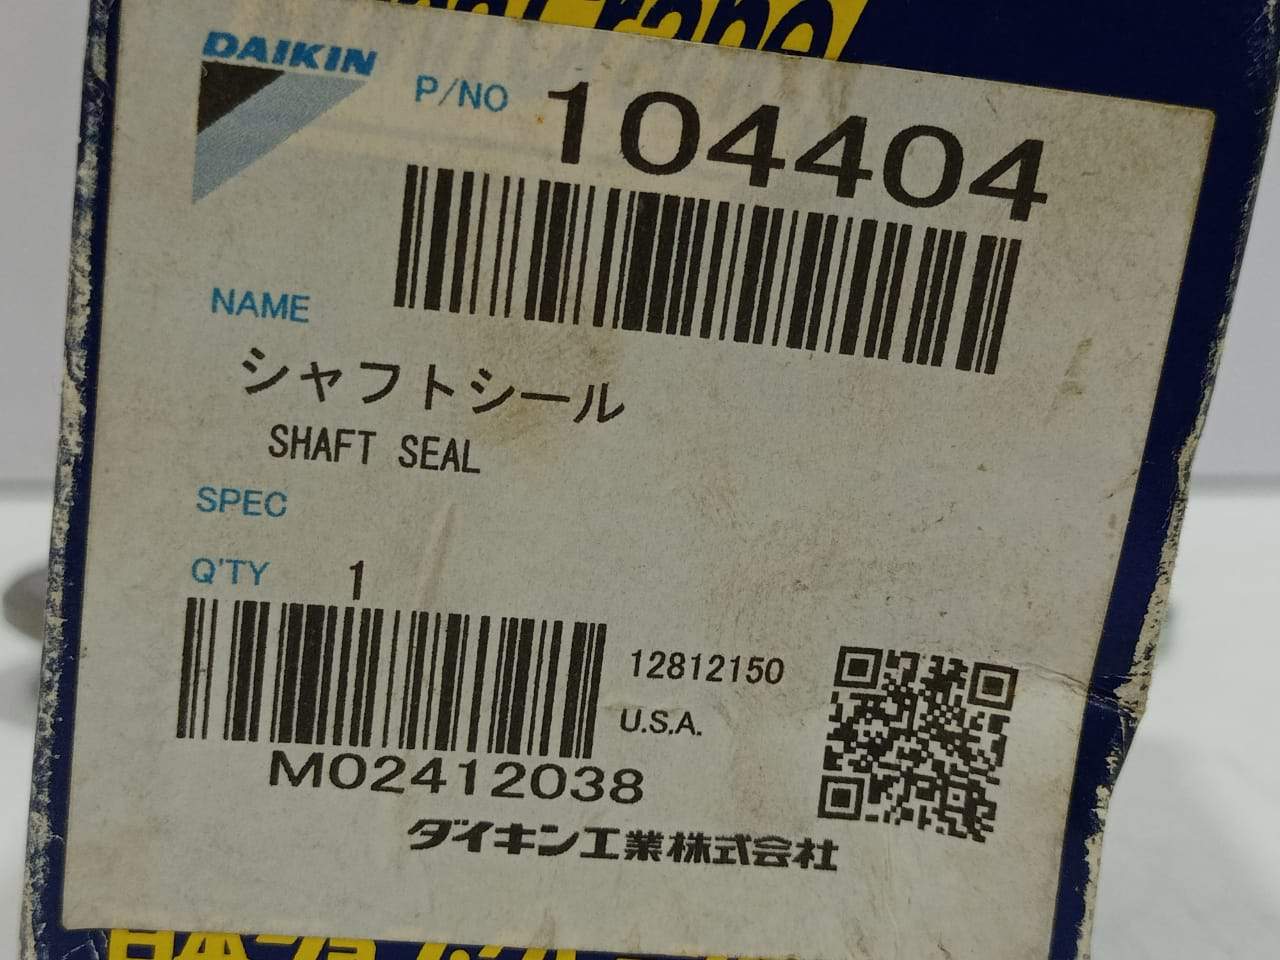 DAIKIN
P/NO 104404
NAME
シャフトシール
SHAFT SEAL
SPEC
Q'TY 1
12812150
U.S.A.
M02412038
ダイキン工業株式会社